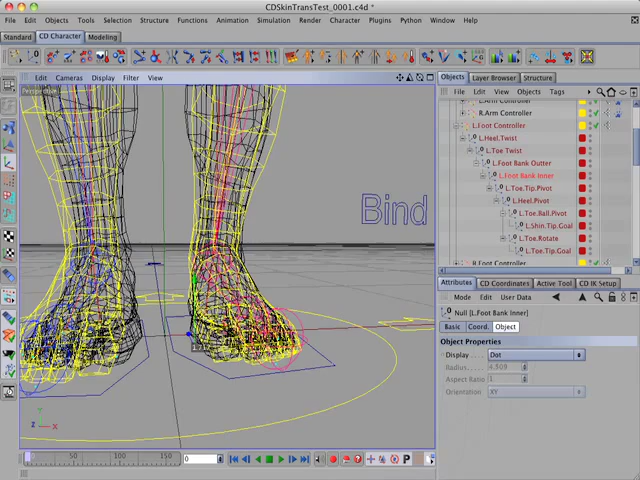 CDSkinTransTest_0001.c4d *
Edit Objects Tools Selection Structure Functions Animation Simulation Render Character Plugins Python Window Help
Standard CD Character Modeling
Edit Cameras Display Filter View
Perspective
Bind
Objects Layer Browser Structure
File Edit View Objects Tags
L.Arm Controller
R.Arm Controller
L.Foot Controller
L.Heel.Twist
L.Toe Twist
L.Foot Bank Outter
L.Foot Bank Inner
L.Toe.Tip.Pivot
L.Heel.Pivot
L.Toe.Ball.Pivot
L.Shin.Tip.Goal
L.Toe.Rotate
L.Toe.Tip.Goal
R.Foot Controller
Attributes CD Coordinates Active Tool CD IK Setup
Mode Edit User Data
Null [L.Foot Bank Inner]
Basic Coord. Object
Object Properties
Display Dot
Radius 4.509
Aspect Ratio 1
Orientation XY
Y
Z X
0 50 100 150
0
P